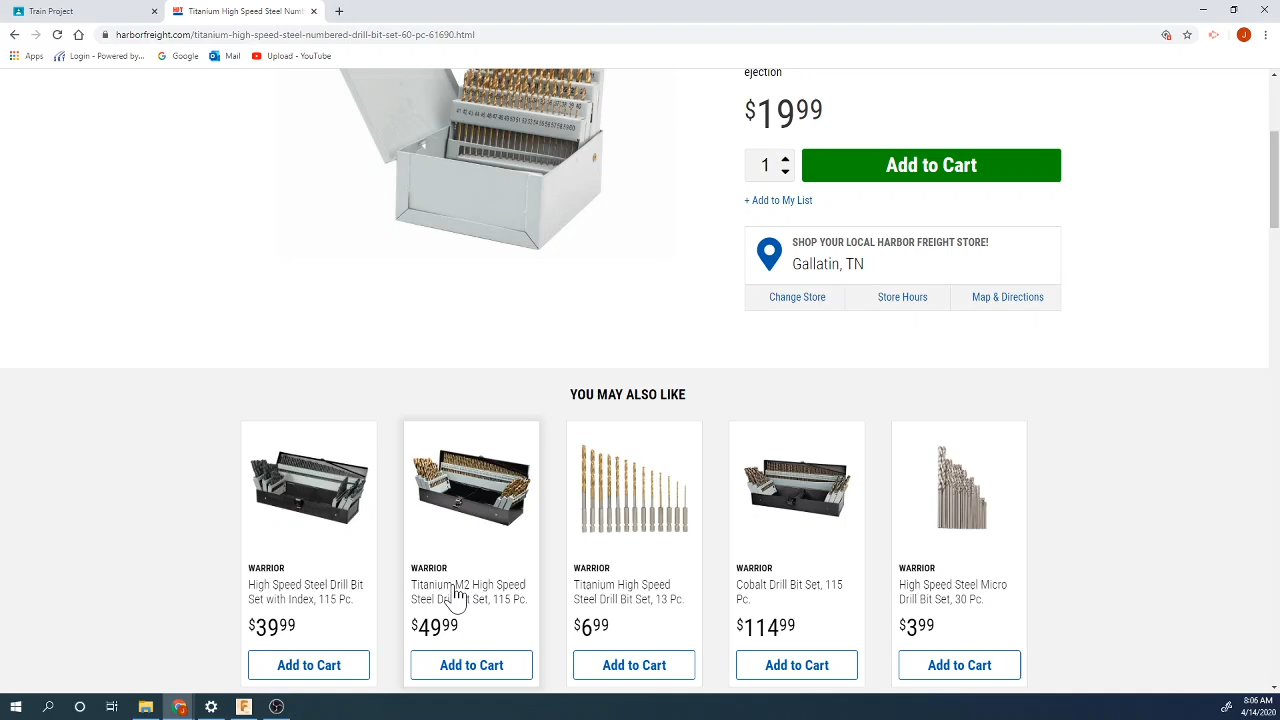 Train Project
Titanium High Speed Steel Num
harborfreight.com/titanium-high-speed-steel-numbered-drill-bit-set-60-pc-61690.html
Apps
Login - Powered by...
Google
Mail
Upload - YouTube
J
ejection
$19 99
1
Add to Cart
+ Add to My List
SHOP YOUR LOCAL HARBOR FREIGHT STORE!
Gallatin, TN
Change Store
Store Hours
Map & Directions
YOU MAY ALSO LIKE
WARRIOR
High Speed Steel Drill Bit
Set with Index, 115 Pc.
$39 99
Add to Cart
WARRIOR
Titanium M2 High Speed
Steel Drill Bit Set, 115 Pc.
$49 99
Add to Cart
WARRIOR
Titanium High Speed
Steel Drill Bit Set, 13 Pc.
$6 99
Add to Cart
WARRIOR
Cobalt Drill Bit Set, 115
Pc.
$114 99
Add to Cart
WARRIOR
High Speed Steel Micro
Drill Bit Set, 30 Pc.
$3 99
Add to Cart
8:06 AM
4/14/2020